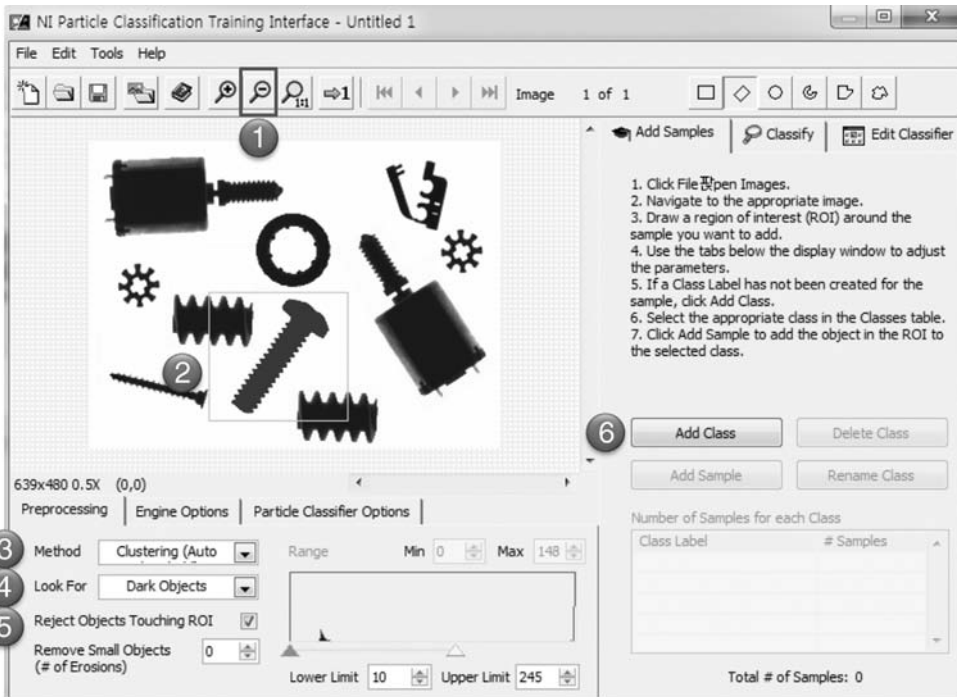 NI Particle Classification Training Interface - Untitled 1
File Edit Tools Help
1:1
1
Image 1 of 1
1
2
Add Samples
Classify
Edit Classifier
1. Click File 팓pen Images.
2. Navigate to the appropriate image.
3. Draw a region of interest (ROI) around the
sample you want to add.
4. Use the tabs below the display window to adjust
the parameters.
5. If a Class Label has not been created for the
sample, click Add Class.
6. Select the appropriate class in the Classes table.
7. Click Add Sample to add the object in the ROI to
the selected class.
6
Add Class
Delete Class
Add Sample
Rename Class
Number of Samples for each Class
Class Label
# Samples
Total # of Samples: 0
639x480 0.5X (0,0)
Preprocessing
Engine Options
Particle Classifier Options
3
Method
Clustering (Auto
4
Look For
Dark Objects
5
Reject Objects Touching ROI
Remove Small Objects
(# of Erosions)
0
Range
Min 0
Max 148
Lower Limit 10
Upper Limit 245